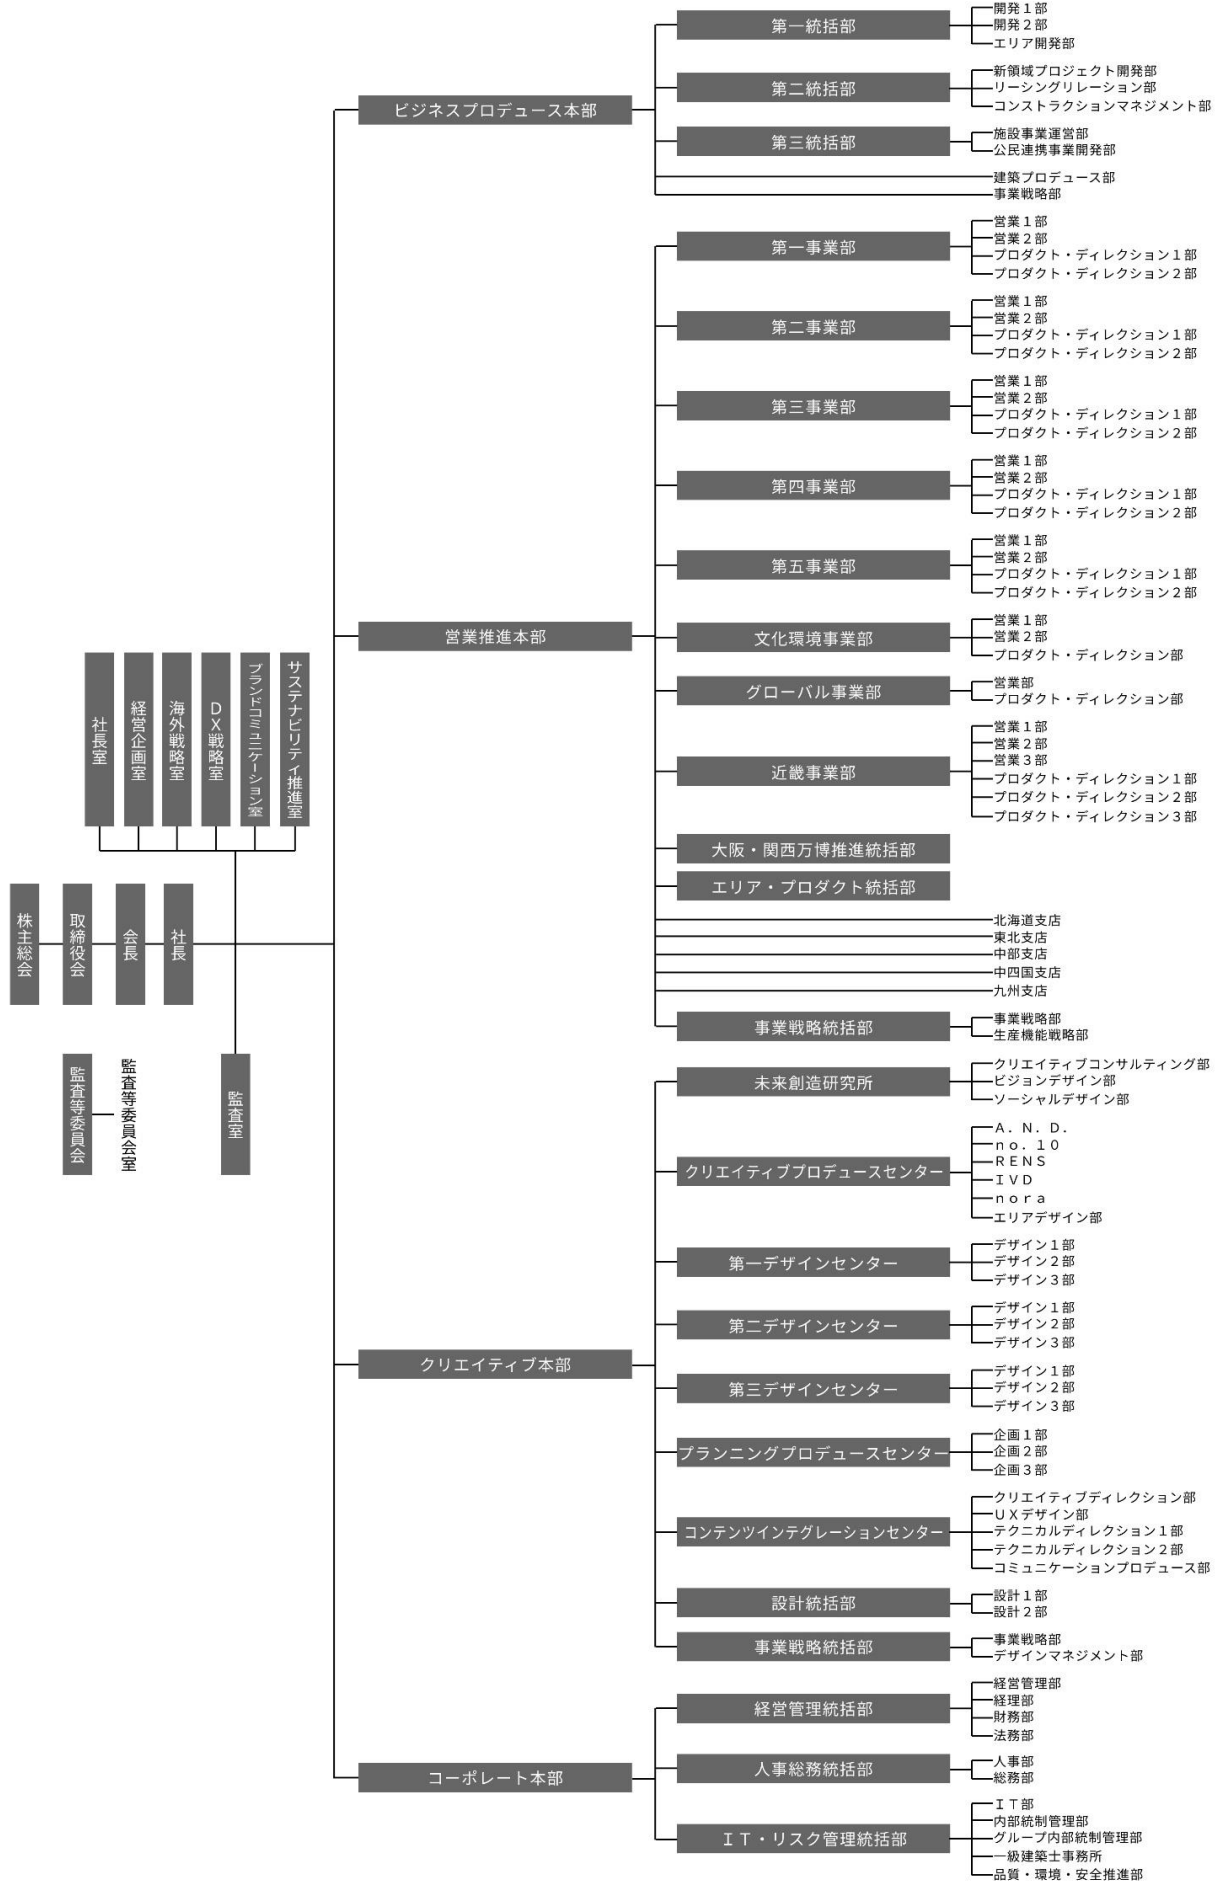 株主総会
取締役会
会長
社長
監査等委員会
監査等委員会室
監査室
社長室
経営企画室
海外戦略室
ＤＸ戦略室
ブランドコミュニケーション室
サステナビリティ推進室
ビジネスプロデュース本部
第一統括部
開発１部
開発２部
エリア開発部
第二統括部
新領域プロジェクト開発部
リーシングリレーション部
コンストラクションマネジメント部
第三統括部
施設事業運営部
公民連携事業開発部
建築プロデュース部
事業戦略部
営業推進本部
第一事業部
営業１部
営業２部
プロダクト・ディレクション１部
プロダクト・ディレクション２部
第二事業部
営業１部
営業２部
プロダクト・ディレクション１部
プロダクト・ディレクション２部
第三事業部
営業１部
営業２部
プロダクト・ディレクション１部
プロダクト・ディレクション２部
第四事業部
営業１部
営業２部
プロダクト・ディレクション１部
プロダクト・ディレクション２部
第五事業部
営業１部
営業２部
プロダクト・ディレクション１部
プロダクト・ディレクション２部
文化環境事業部
営業１部
営業２部
プロダクト・ディレクション部
グローバル事業部
営業部
プロダクト・ディレクション部
近畿事業部
営業１部
営業２部
営業３部
プロダクト・ディレクション１部
プロダクト・ディレクション２部
プロダクト・ディレクション３部
大阪・関西万博推進統括部
エリア・プロダクト統括部
北海道支店
東北支店
中部支店
中四国支店
九州支店
事業戦略統括部
事業戦略部
生産機能戦略部
クリエイティブ本部
未来創造研究所
クリエイティブコンサルティング部
ビジョンデザイン部
ソーシャルデザイン部
クリエイティブプロデュースセンター
Ａ．Ｎ．Ｄ．
ｎｏ．１０
ＲＥＮＳ
ＩＶＤ
ｎｏｒａ
エリアデザイン部
第一デザインセンター
デザイン１部
デザイン２部
デザイン３部
第二デザインセンター
デザイン１部
デザイン２部
デザイン３部
第三デザインセンター
デザイン１部
デザイン２部
デザイン３部
プランニングプロデュースセンター
企画１部
企画２部
企画３部
コンテンツインテグレーションセンター
クリエイティブディレクション部
ＵＸデザイン部
テクニカルディレクション１部
テクニカルディレクション２部
コミュニケーションプロデュース部
設計統括部
設計１部
設計２部
事業戦略統括部
事業戦略部
デザインマネジメント部
コーポレート本部
経営管理統括部
経営管理部
経理部
財務部
法務部
人事総務統括部
人事部
総務部
ＩＴ・リスク管理統括部
ＩＴ部
内部統制管理部
グループ内部統制管理部
一級建築士事務所
品質・環境・安全推進部